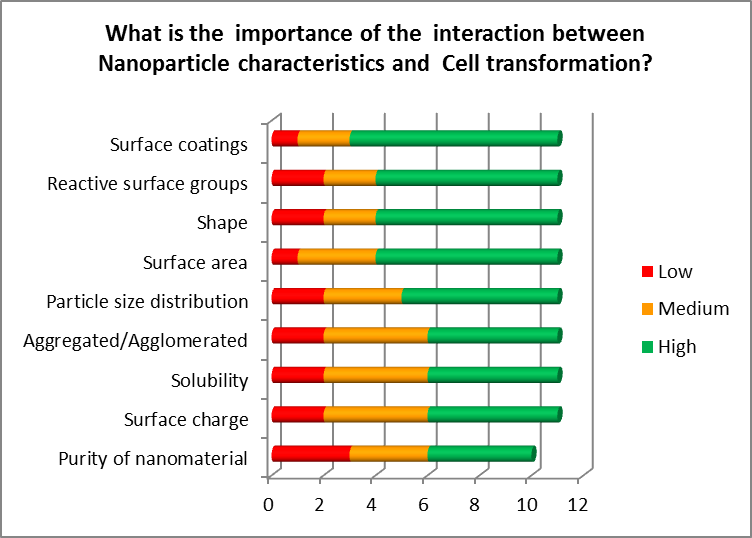 What is the importance of the interaction between
Nanoparticle characteristics and Cell transformation?
Surface coatings
Reactive surface groups
Shape
Surface area
Particle size distribution
Aggregated/Agglomerated
Solubility
Surface charge
Purity of nanomaterial
0 2 4 6 8 10 12
Low
Medium
High